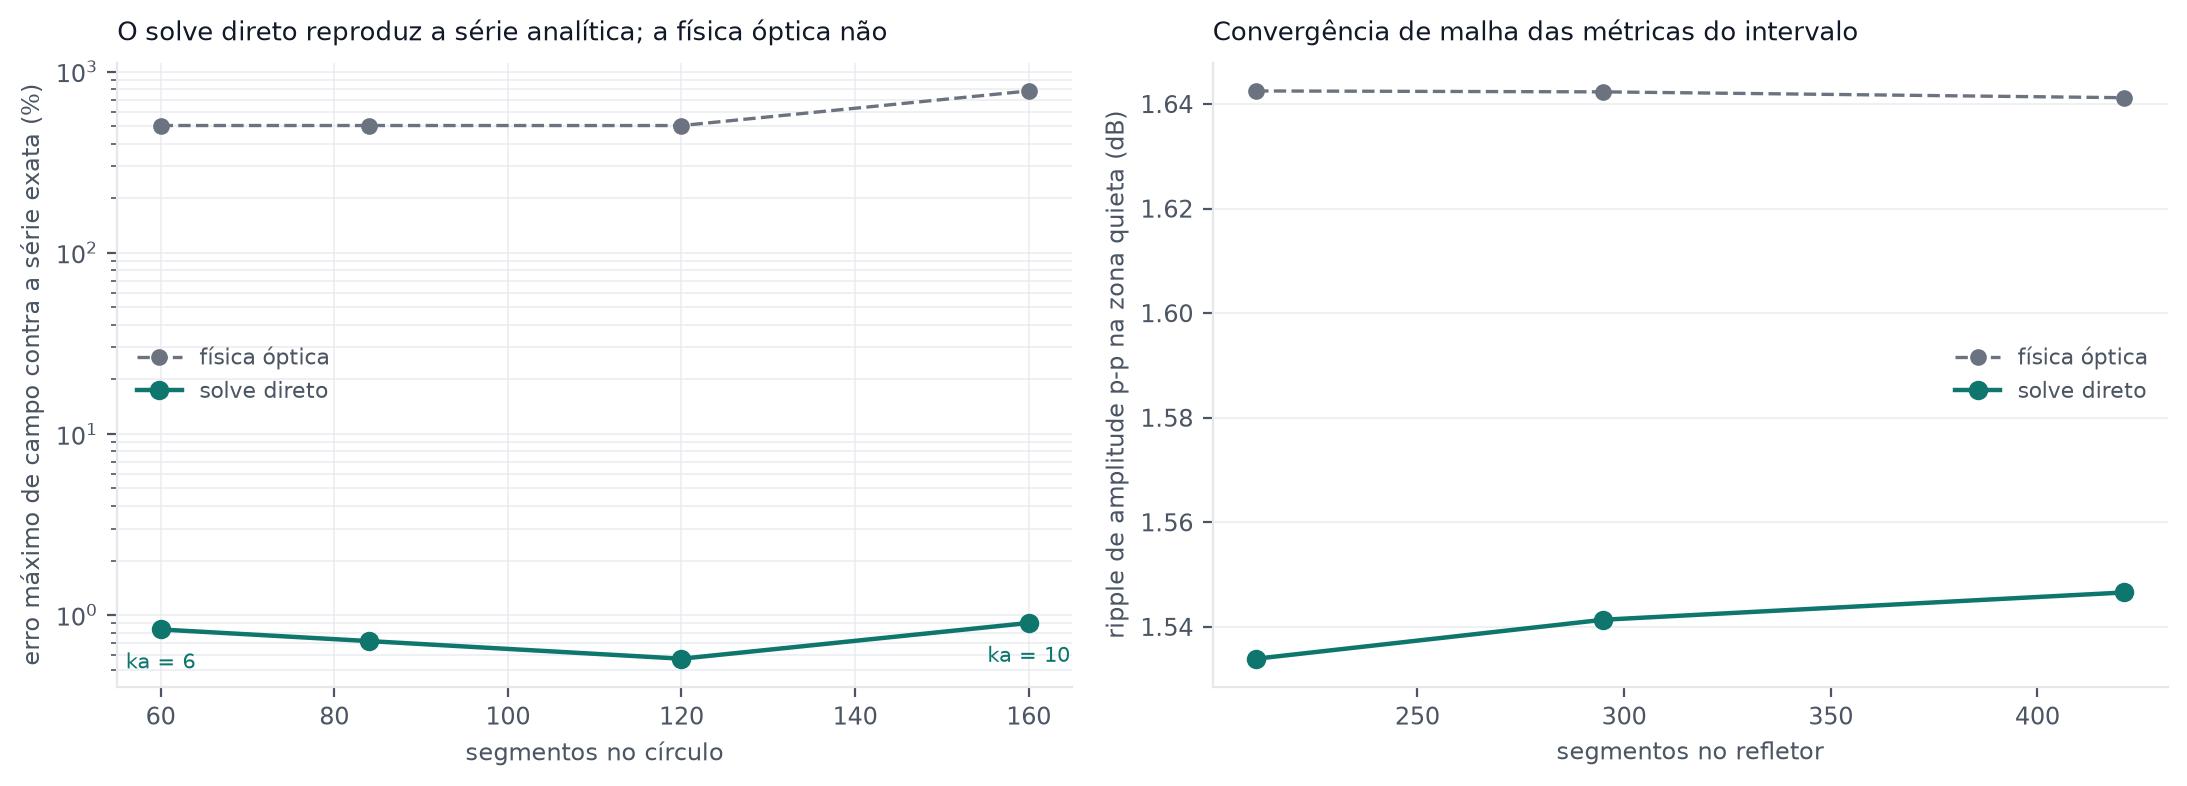 O solve direto reproduz a série analítica; a física óptica não
erro máximo de campo contra a série exata (%)
10³
10²
10¹
10⁰
física óptica
solve direto
ka = 6
ka = 10
60
80
100
120
140
160
segmentos no círculo
Convergência de malha das métricas do intervalo
ripple de amplitude p-p na zona quieta (dB)
1.64
1.62
1.60
1.58
1.56
1.54
física óptica
solve direto
250
300
350
400
segmentos no refletor